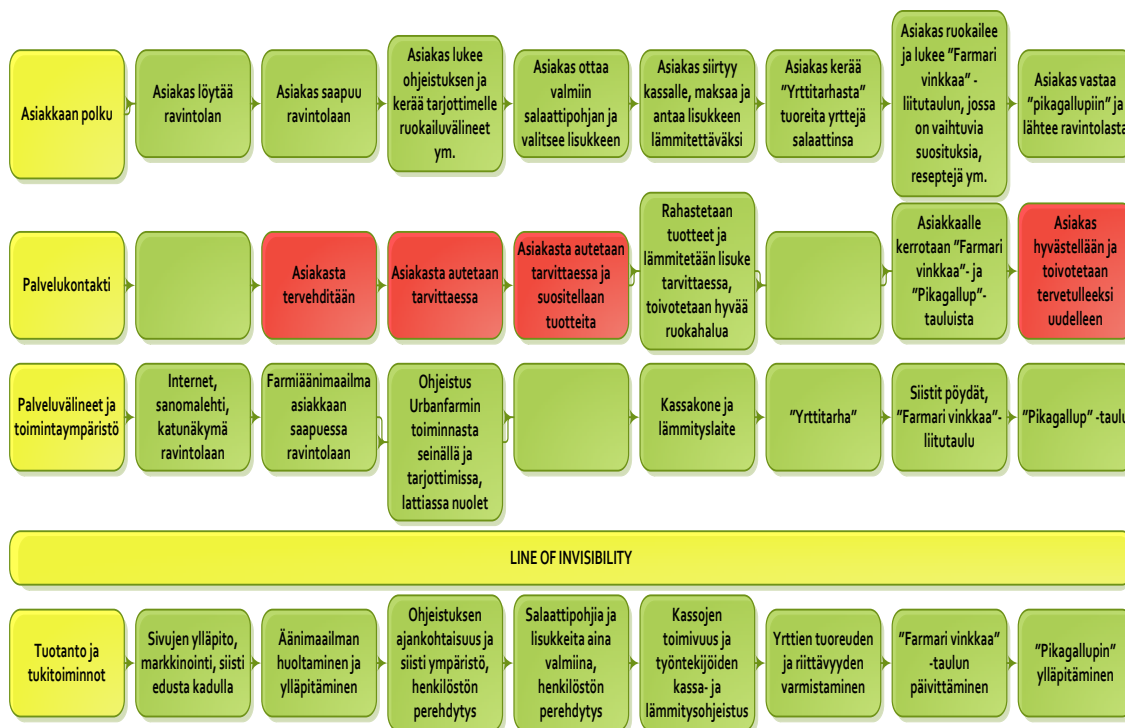 Asiakkaan polku
Asiakas löytää
ravintolan
Asiakas saapuu
ravintolaan
Asiakas lukee
ohjeistuksen ja
kerää tarjottimelle
ruokailuvälineet
ym.
Asiakas ottaa
valmiin
salaattipohjan ja
valitsee lisukkeen
Asiakas siirtyy
kassalle, maksaa ja
antaa lisukkeen
lämmitettäväksi
Asiakas kerää
"Yrttitarhasta"
tuoreita yrttejä
salaattinsa
Asiakas ruokailee
ja lukee "Farmari
vinkkaa" -
liitutaulun, jossa
on vaihtuvia
suosituksia,
reseptejä ym.
Asiakas vastaa
"pikagallupiin" ja
lähtee ravintolasta
Palvelukontakti
Asiakasta
tervehditään
Asiakasta autetaan
tarvittaessa
Asiakasta autetaan
tarvittaessa ja
suositellaan
tuotteita
Rahastetaan
tuotteet ja
lämmitetään lisuke
tarvittaessa,
toivotetaan hyvää
ruokahalua
Asiakkaalle
kerrotaan "Farmari
vinkkaa"- ja
"Pikagallup"-
tauluista
Asiakas
hyvästellään ja
toivotetaan
tervetulleeksi
uudelleen
Palveluvälineet ja
toimintaympäristö
Internet,
sanomalehti,
katunäkymä
ravintolaan
Farmiäänimaailma
asiakkaan
saapuessa
ravintolaan
Ohjeistus
Urbanfarmin
toiminnasta
seinällä ja
tarjottimissa,
lattiassa nuolet
Kassakone ja
lämmityslaite
"Yrttitarha"
Siistit pöydät,
"Farmari vinkkaa"-
liitutaulu
"Pikagallup" -taulu
LINE OF INVISIBILITY
Tuotanto ja
tukitoiminnot
Sivujen ylläpito,
markkinointi, siisti
edusta kadulla
Äänimaailman
huoltaminen ja
ylläpitäminen
Ohjeistuksen
ajankohtaisuus ja
siisti ympäristö,
henkilöstön
perehdytys
Salaattipohjia ja
lisukkeita aina
valmiina,
henkilöstön
perehdytys
Kassojen
toimivuus ja
työntekijöiden
kassa- ja
lämmitysohjeistus
Yrttien tuoreuden
ja riittävyyden
varmistaminen
"Farmari vinkkaa"
-taulun
päivittäminen
"Pikagallupin"
ylläpitäminen